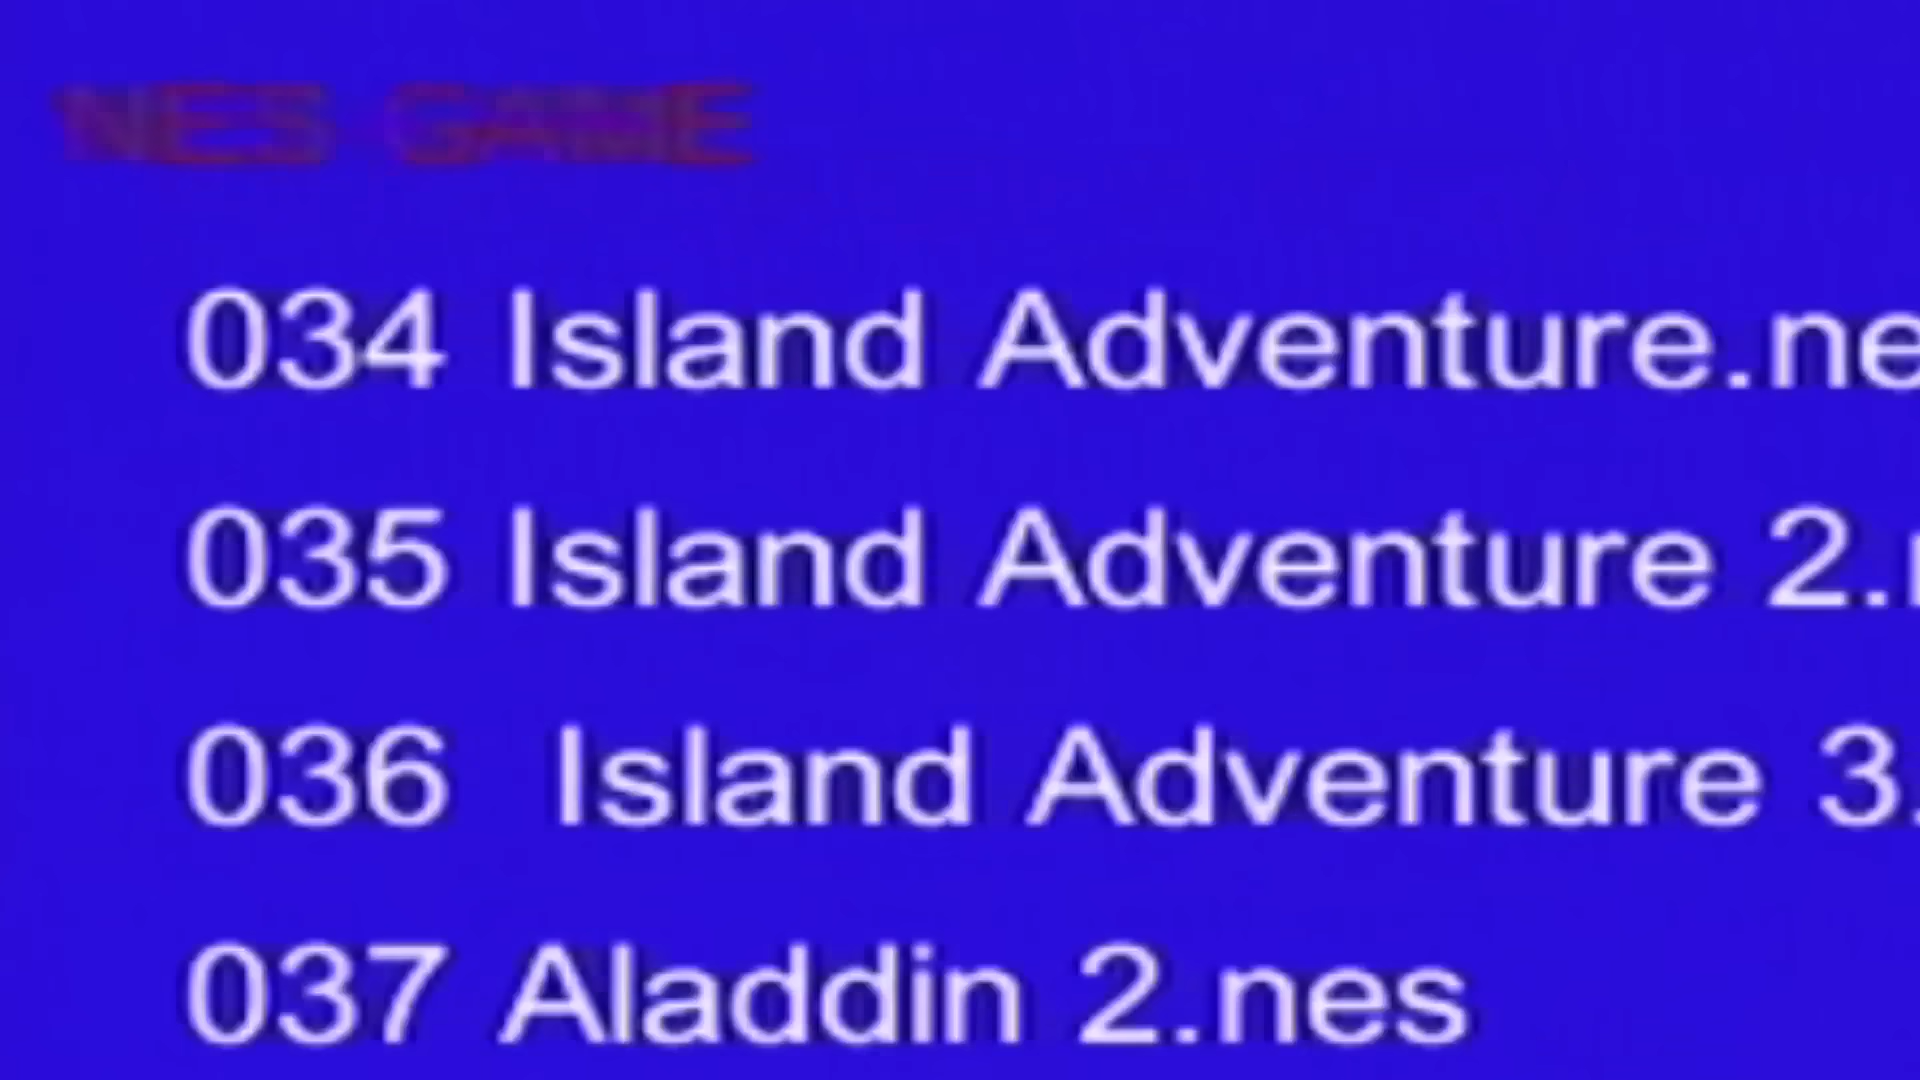 NES GAME
034 Island Adventure.ne
035 Island Adventure 2.
036  Island Adventure 3.
037 Aladdin 2.nes